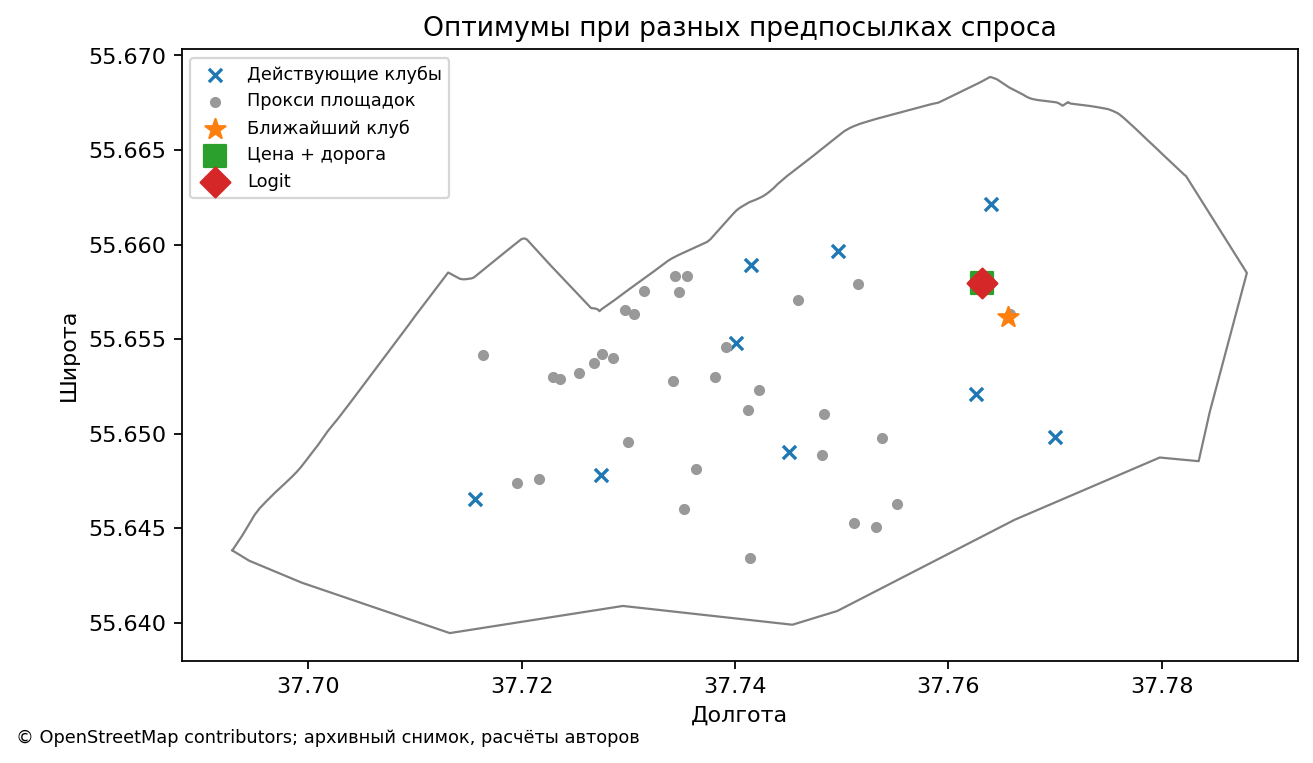 Оптимумы при разных предпосылках спроса
55.670
55.665
55.660
55.655
55.650
55.645
55.640
Широта
Действующие клубы
Прокси площадок
Ближайший клуб
Цена + дорога
Logit
37.70
37.72
37.74
37.76
37.78
Долгота
© OpenStreetMap contributors; архивный снимок, расчёты авторов